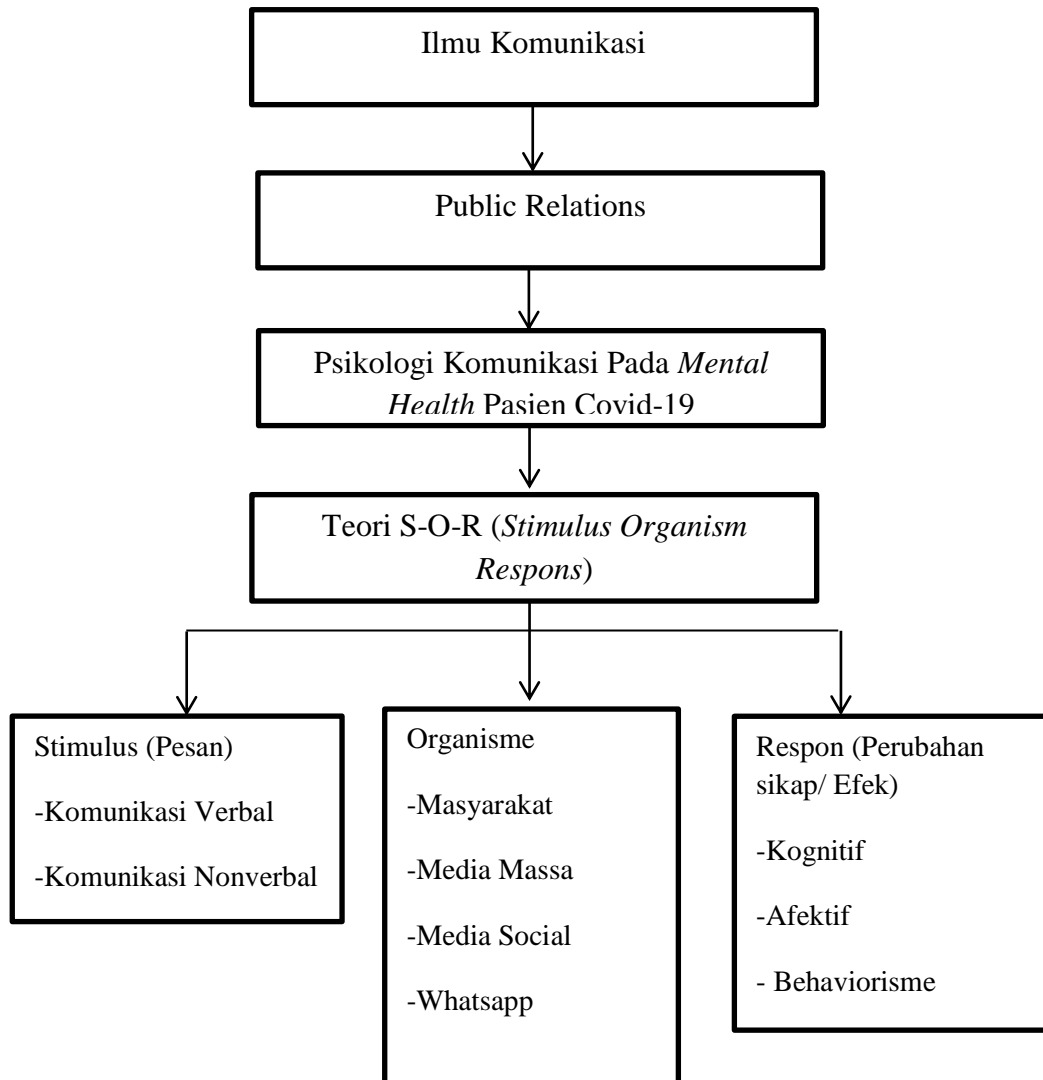 Ilmu Komunikasi
Public Relations
Psikologi Komunikasi Pada Mental
Health Pasien Covid-19
Teori S-O-R (Stimulus Organism
Respons)
Stimulus (Pesan)
-Komunikasi Verbal
-Komunikasi Nonverbal
Organisme
-Masyarakat
-Media Massa
-Media Social
-Whatsapp
Respon (Perubahan
sikap/ Efek)
-Kognitif
-Afektif
- Behaviorisme